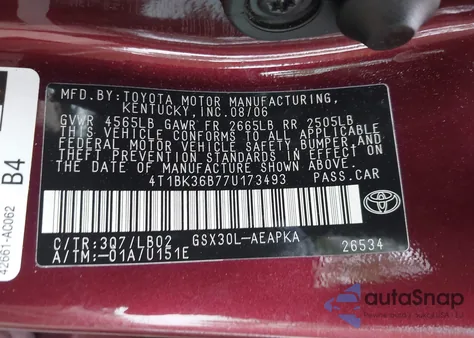 MFD.BY:TOYOTA MOTOR MANUFACTURING,
KENTUCKY, INC.08/06
GVWR 4565LB GAWR FR 2665LB RR 2505LB
THIS VEHICLE CONFORMS TO ALL APPLICABLE
FEDERAL MOTOR VEHICLE SAFETY,BUMPER,AND
THEFT PREVENTION STANDARDS IN EFFECT ON
THE DATE OF MANUFACTURE SHOWN ABOVE.
4T1BK36B77U173493 PASS.CAR
C/TR:3Q7/LB02 GSX30L-AEAPKA
A/TM:-01A/U151E 26534
B4
42661-AC062
autoSnap